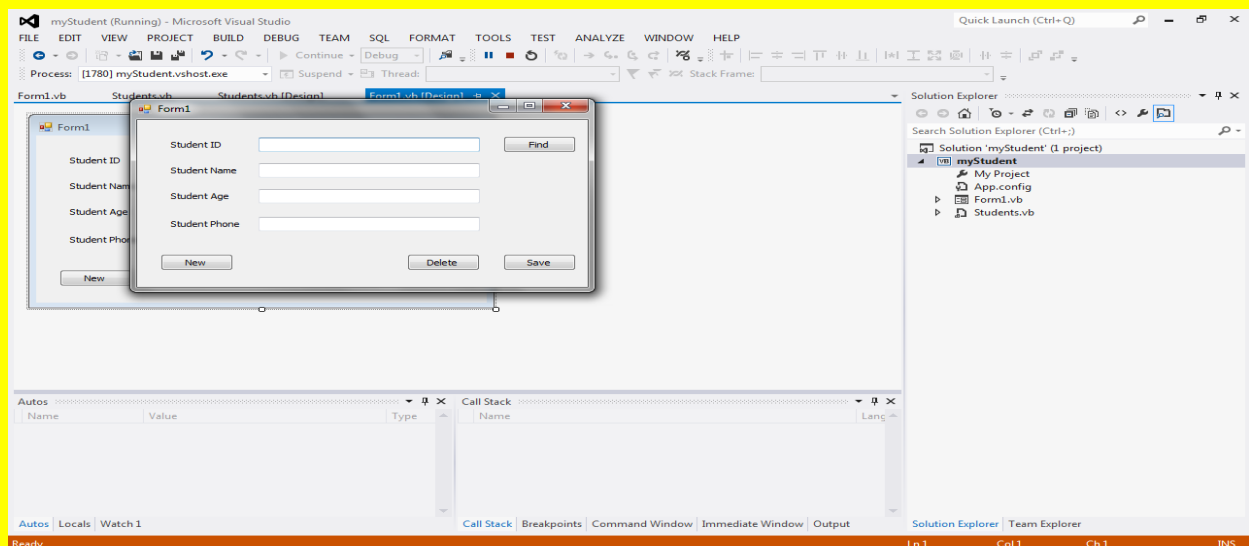 myStudent (Running) - Microsoft Visual Studio
Quick Launch (Ctrl+Q)
FILE EDIT VIEW PROJECT BUILD DEBUG TEAM SQL FORMAT TOOLS TEST ANALYZE WINDOW HELP
Continue Debug
Process: [1780] myStudent.vshost.exe Suspend Thread: Stack Frame:
Form1.vb Students.vb Students.vb [Design] Form1.vb [Design]
Form1
Student ID
Student Name
Student Age
Student Phone
Find
New
Delete
Save
Form1
Student ID
Student Age
New
Solution Explorer
Search Solution Explorer (Ctrl+;)
Solution 'myStudent' (1 project)
VB myStudent
My Project
App.config
Form1.vb
Students.vb
Autos
Name Value Type
Call Stack
Name
Autos Locals Watch 1
Call Stack Breakpoints Command Window Immediate Window Output
Solution Explorer Team Explorer
Ready Ln 1 Col 1 Ch 1 INS